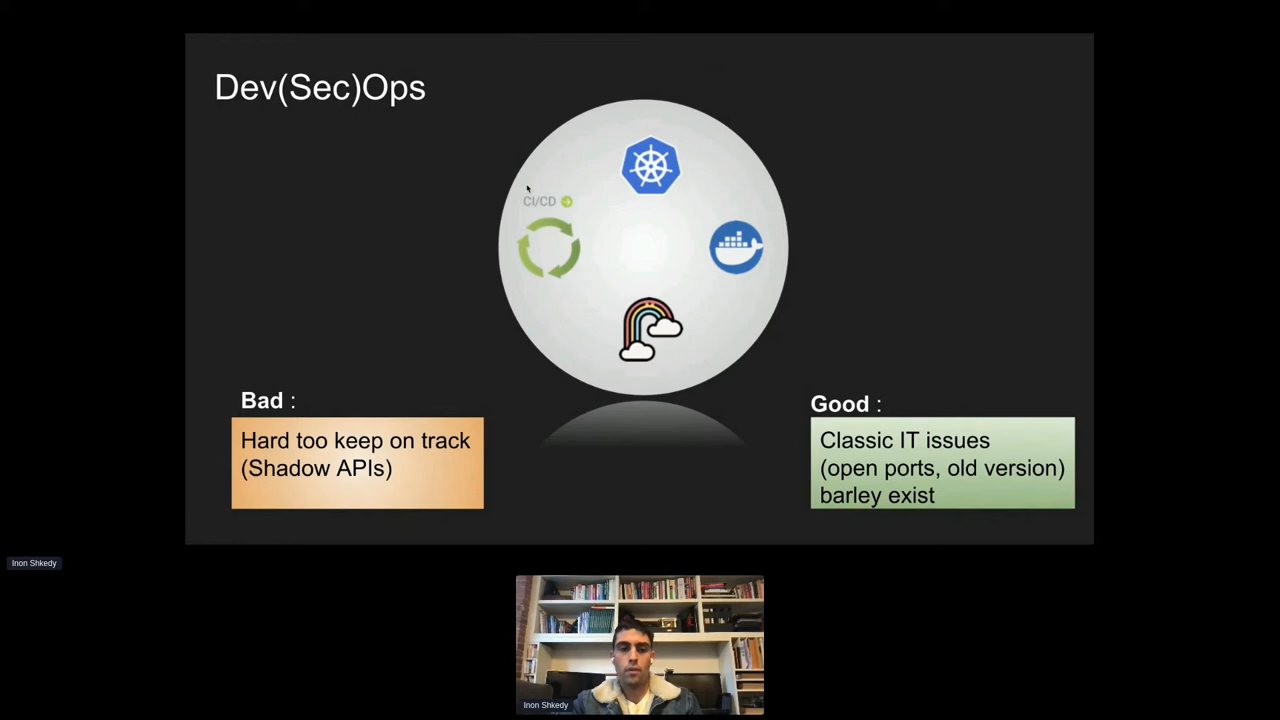 Dev(Sec)Ops
CI/CD
Bad :
Hard too keep on track
(Shadow APIs)
Good :
Classic IT issues
(open ports, old version)
barley exist
Inon Shkedy
Inon Shkedy